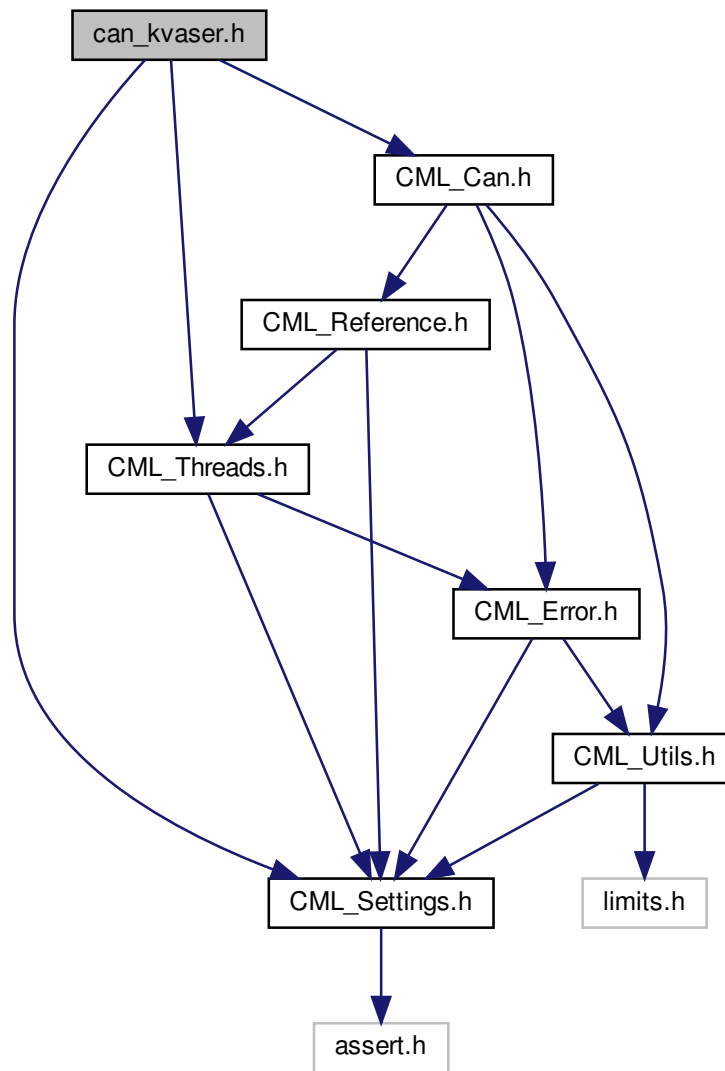 can_kvaser.h
CML_Can.h
CML_Reference.h
CML_Threads.h
CML_Error.h
CML_Utils.h
CML_Settings.h
limits.h
assert.h